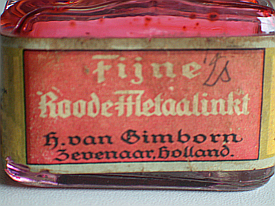 Fijne
Roode Metaalinkt
H. van Gimborn
Zevenaar, Holland.